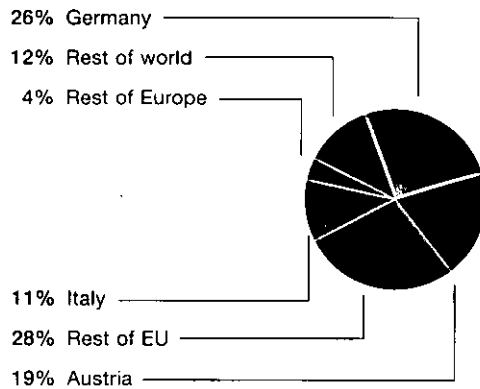 26% Germany
12% Rest of world
4% Rest of Europe
11% Italy
28% Rest of EU
19% Austria